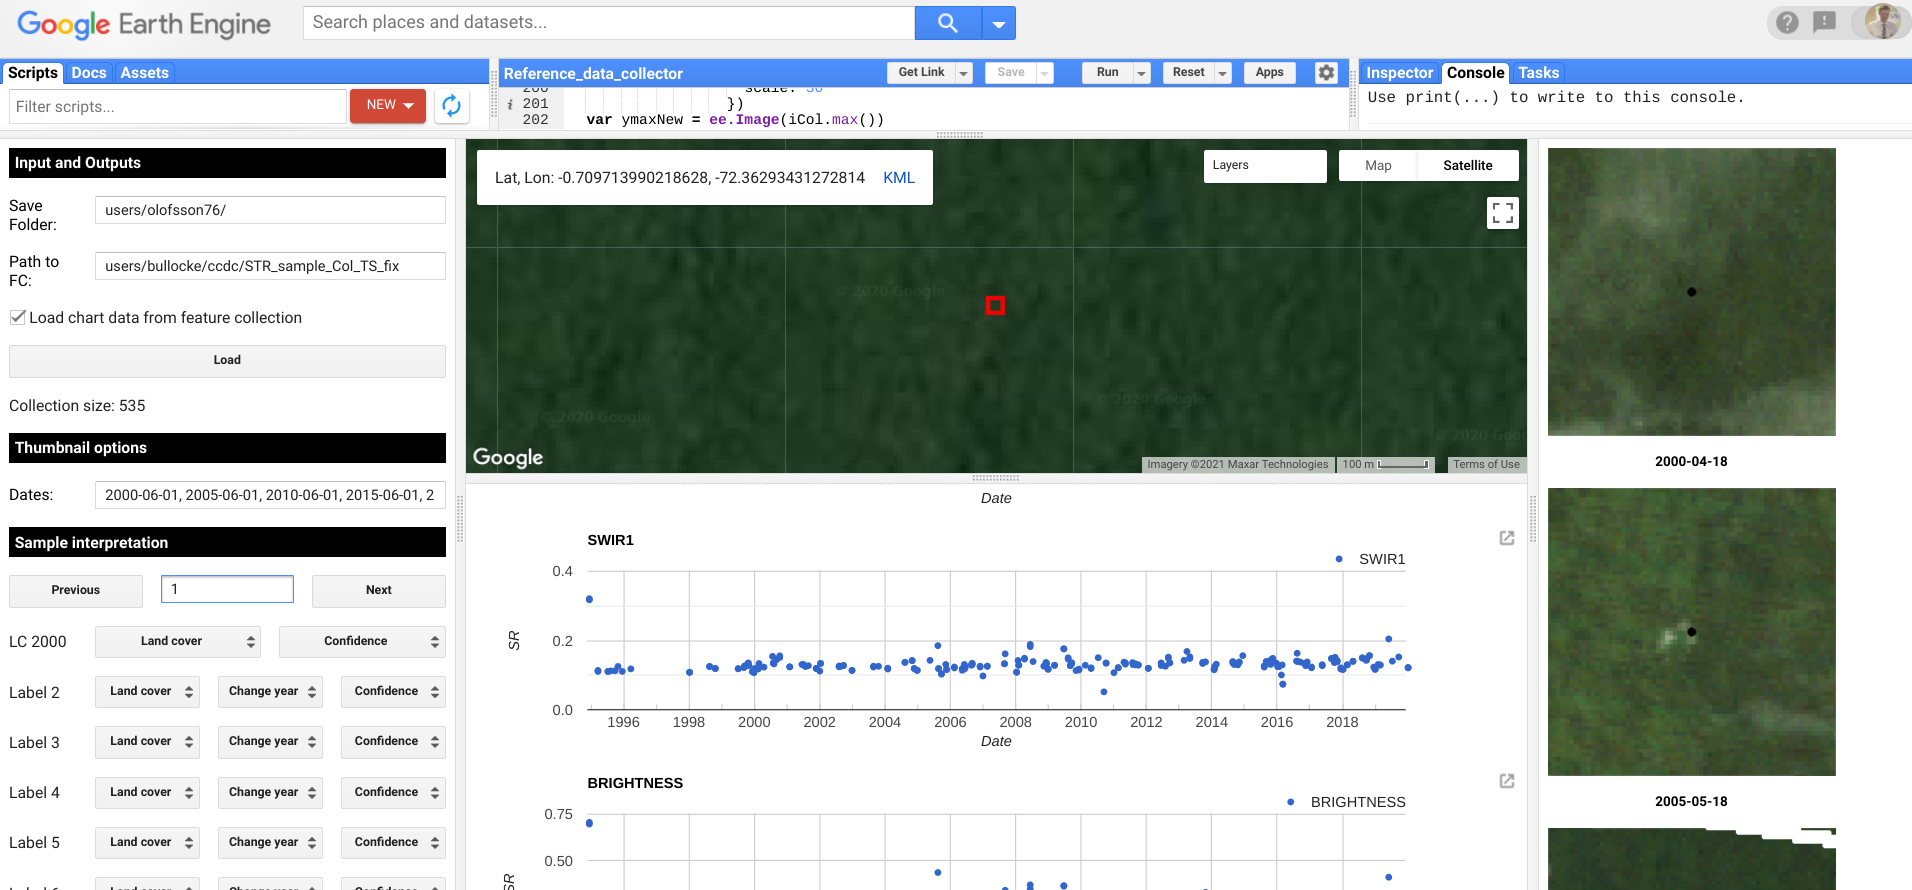 Google Earth Engine
Search places and datasets...
Scripts Docs Assets
Filter scripts...
NEW
Reference_data_collector
Get Link
Save
Run
Reset
Apps
200 scale: 30
i 201 })
202 var ymaxNew = ee.Image(iCol.max())
Inspector Console Tasks
Use print(...) to write to this console.
Input and Outputs
Save Folder: users/olofsson76/
Path to FC: users/bullocke/ccdc/STR_sample_Col_TS_fix
Load chart data from feature collection
Load
Collection size: 535
Thumbnail options
Dates: 2000-06-01, 2005-06-01, 2010-06-01, 2015-06-01, 2
Sample interpretation
Previous 1 Next
LC 2000 Land cover Confidence
Label 2 Land cover Change year Confidence
Label 3 Land cover Change year Confidence
Label 4 Land cover Change year Confidence
Label 5 Land cover Change year Confidence
Lat, Lon: -0.709713990218628, -72.36293431272814 KML
Layers
Map Satellite
© 2020 Google
© 2020 Google
© 2020 Google
© 2020 Goo
Google
Imagery ©2021 Maxar Technologies 100 m Terms of Use
Date
SWIR1
SWIR1
SR
0.4
0.2
0.0
1996 1998 2000 2002 2004 2006 2008 2010 2012 2014 2016 2018
Date
BRIGHTNESS
BRIGHTNESS
0.75
0.50
SR
2000-04-18
2005-05-18